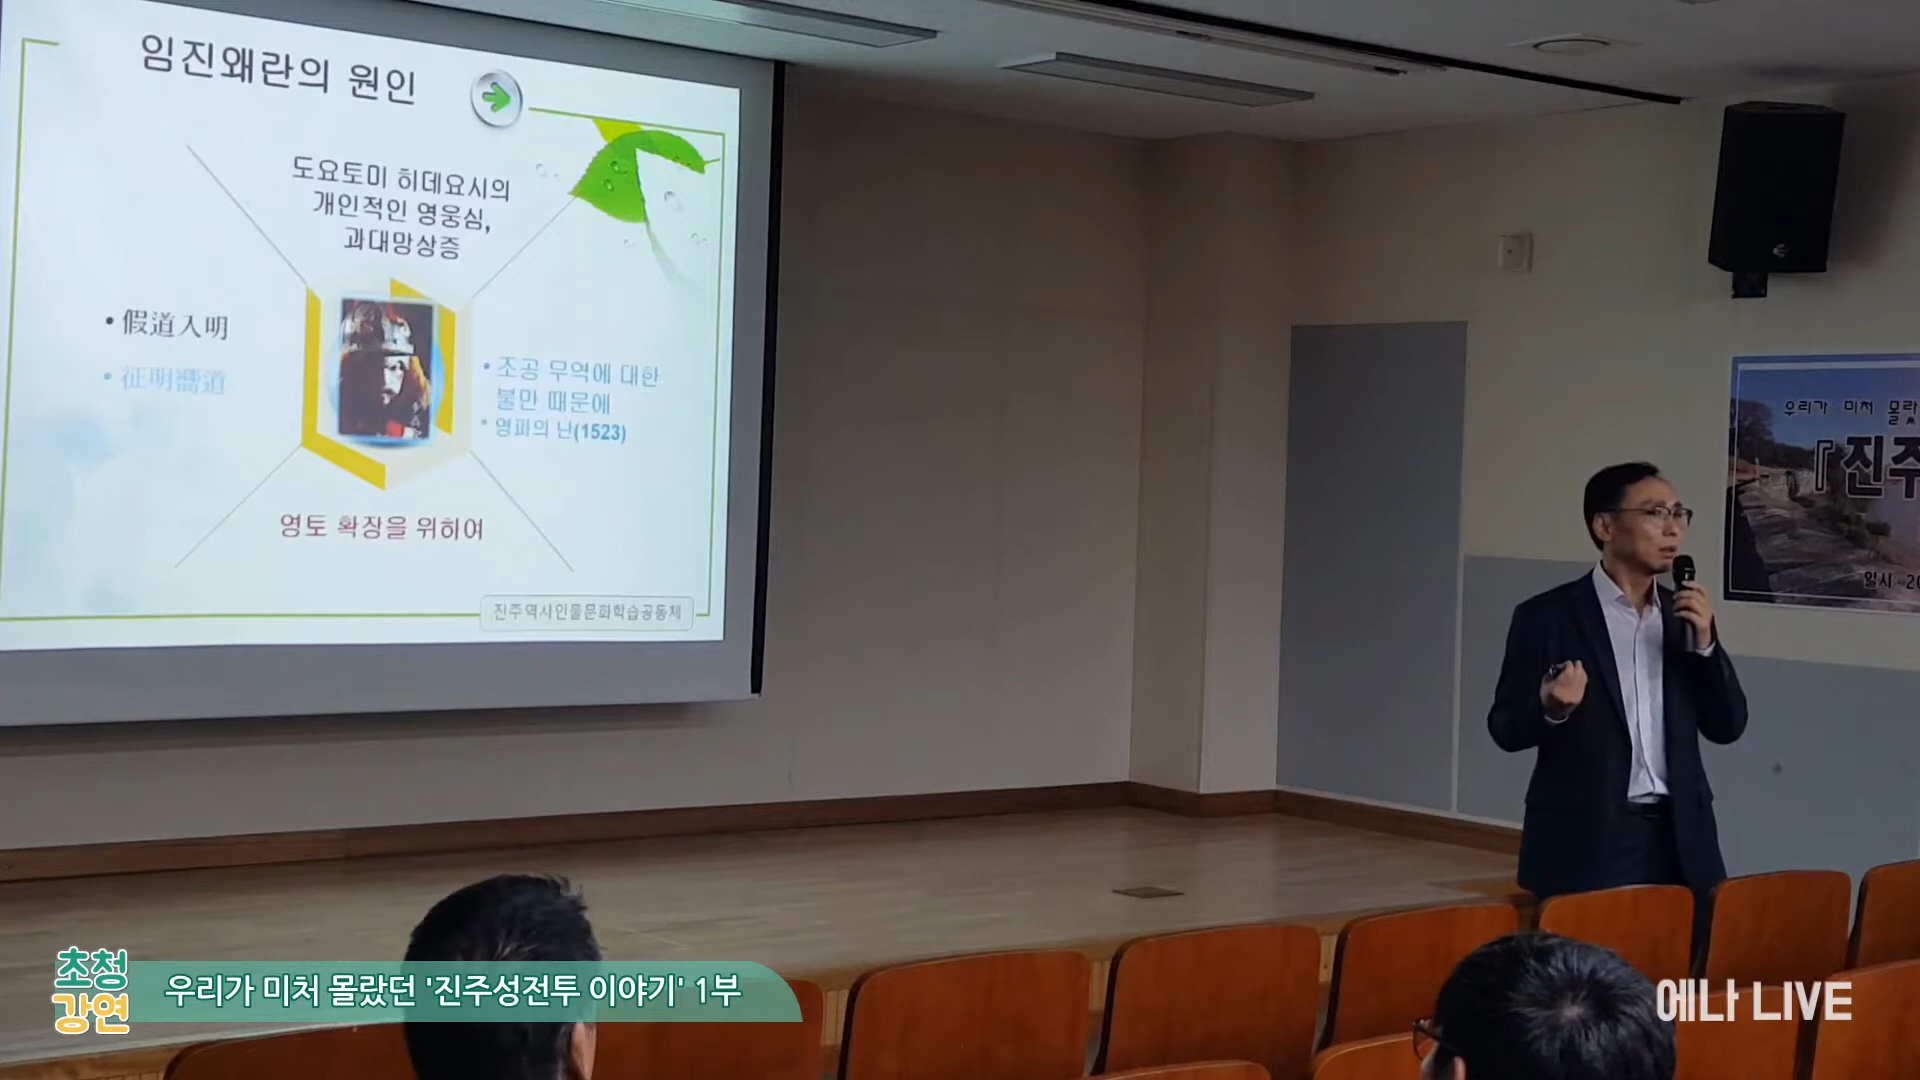 임진왜란의 원인
도요토미 히데요시의
개인적인 영웅심,
과대망상증
• 假道入明
• 征明嚮道
• 조공 무역에 대한
불만 때문에
• 영파의 난(1523)
영토 확장을 위하여
진주역사인물문화학습공동체
우리가 미처 몰랐
『진주
일시
초청
강연
우리가 미처 몰랐던 '진주성전투 이야기' 1부
에나 LIVE